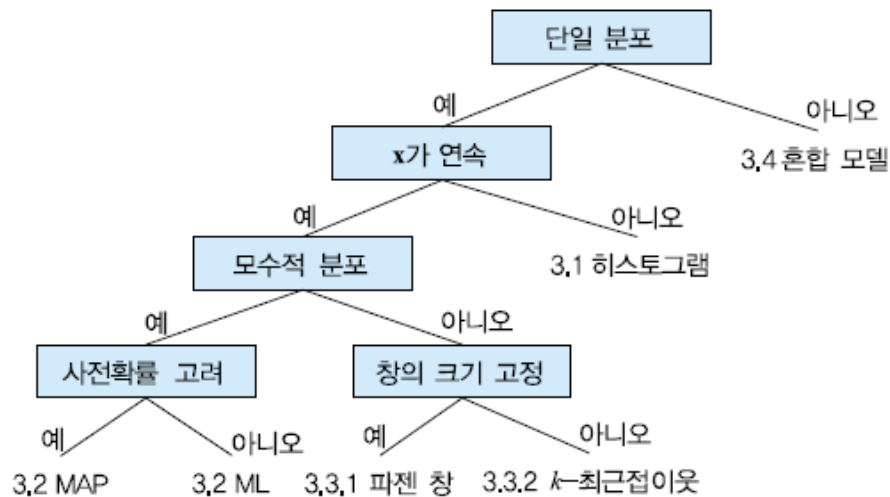 단일 분포
예
아니오
x가 연속
3.4 혼합 모델
예
아니오
모수적 분포
3.1 히스토그램
예
아니오
사전확률 고려
창의 크기 고정
예
아니오
예
아니오
3.2 MAP
3.2 ML
3.3.1 파젠 창
3.3.2 k-최근접이웃